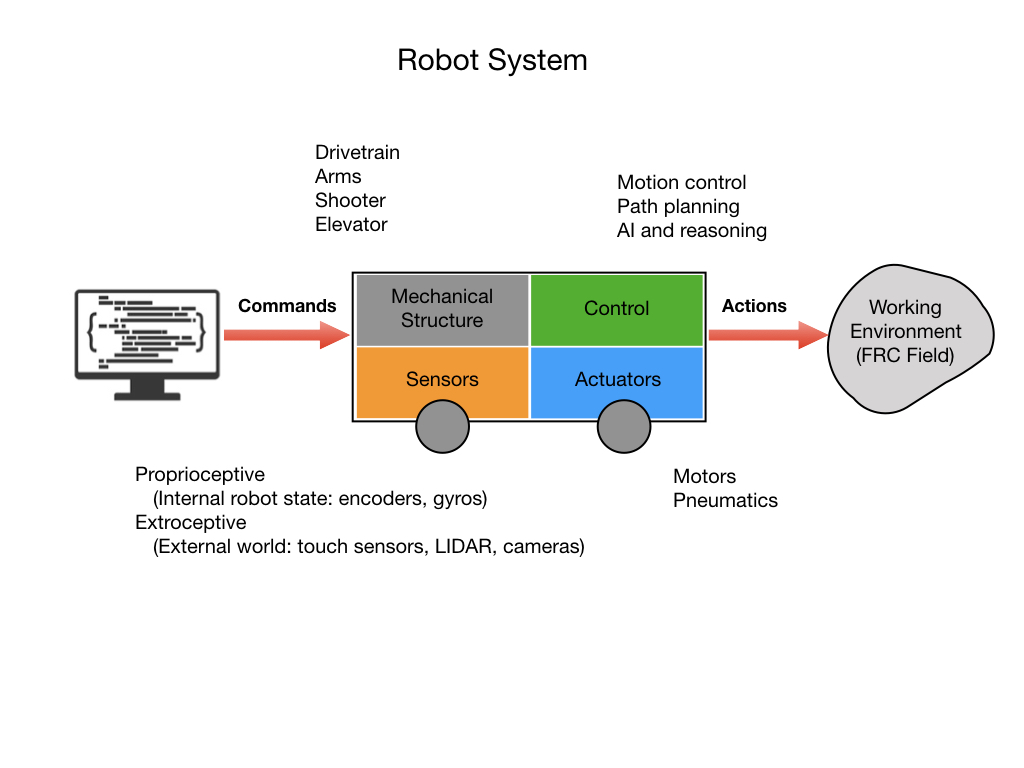 Robot System
Drivetrain
Arms
Shooter
Elevator
Motion control
Path planning
AI and reasoning
Commands
Mechanical
Structure
Control
Actions
Working
Environment
(FRC Field)
Sensors
Actuators
Proprioceptive
(Internal robot state: encoders, gyros)
Extroceptive
(External world: touch sensors, LIDAR, cameras)
Motors
Pneumatics